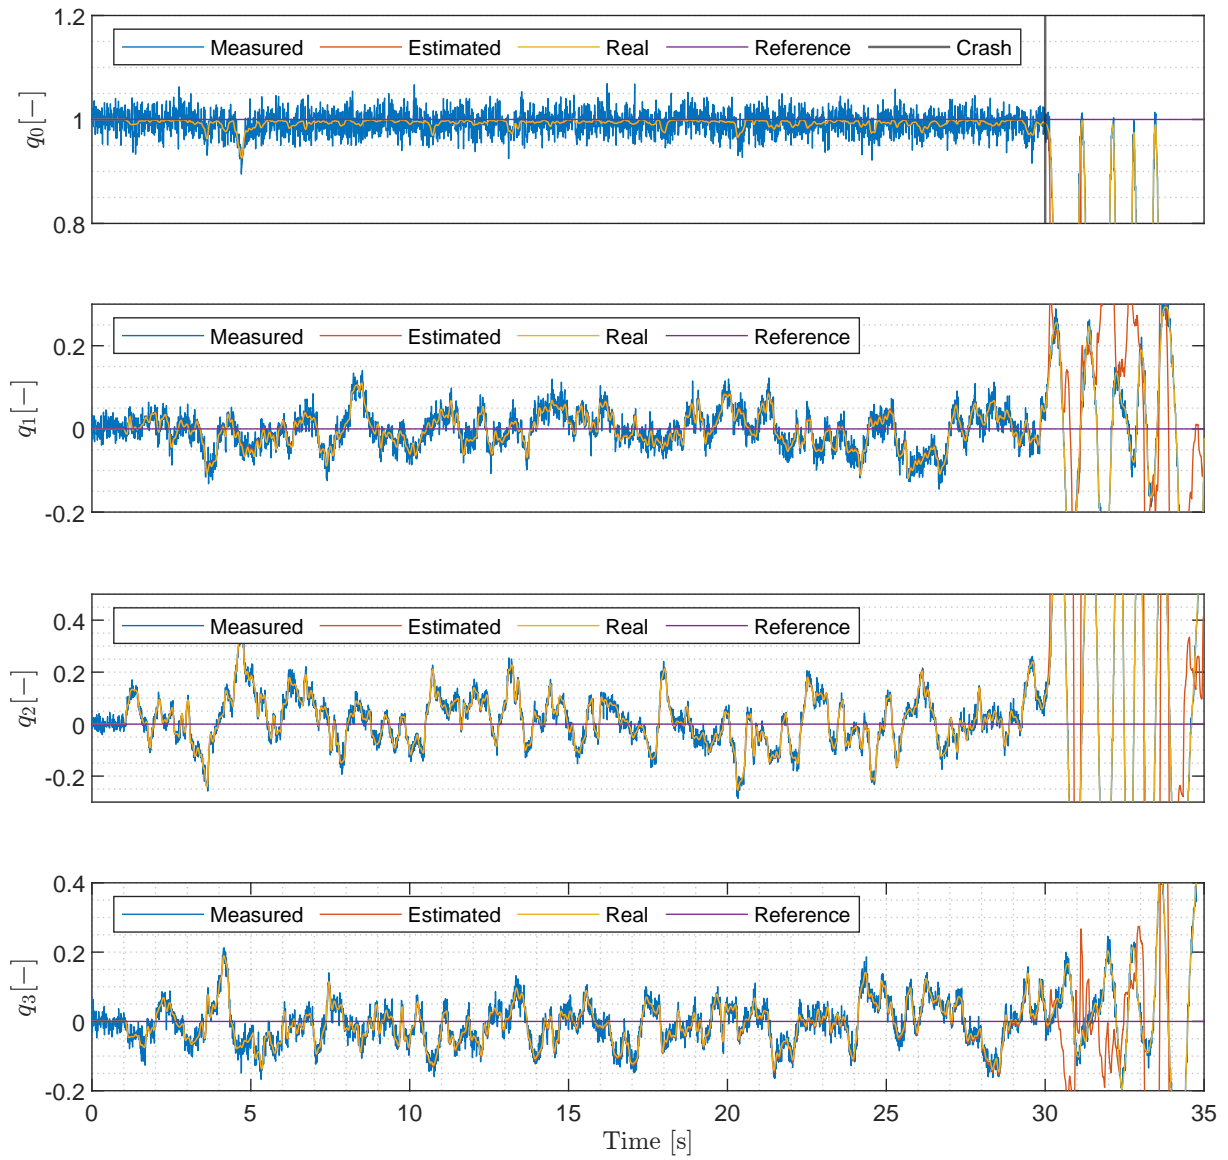 1.2
Measured Estimated Real Reference Crash
1
q0[−]
0.8
Measured Estimated Real Reference
0.2
q1[−]
0
-0.2
Measured Estimated Real Reference
0.4
0.2
q2[−]
0
-0.2
0.4
Measured Estimated Real Reference
0.2
q3[−]
0
-0.2
0 5 10 15 20 25 30 35
Time [s]